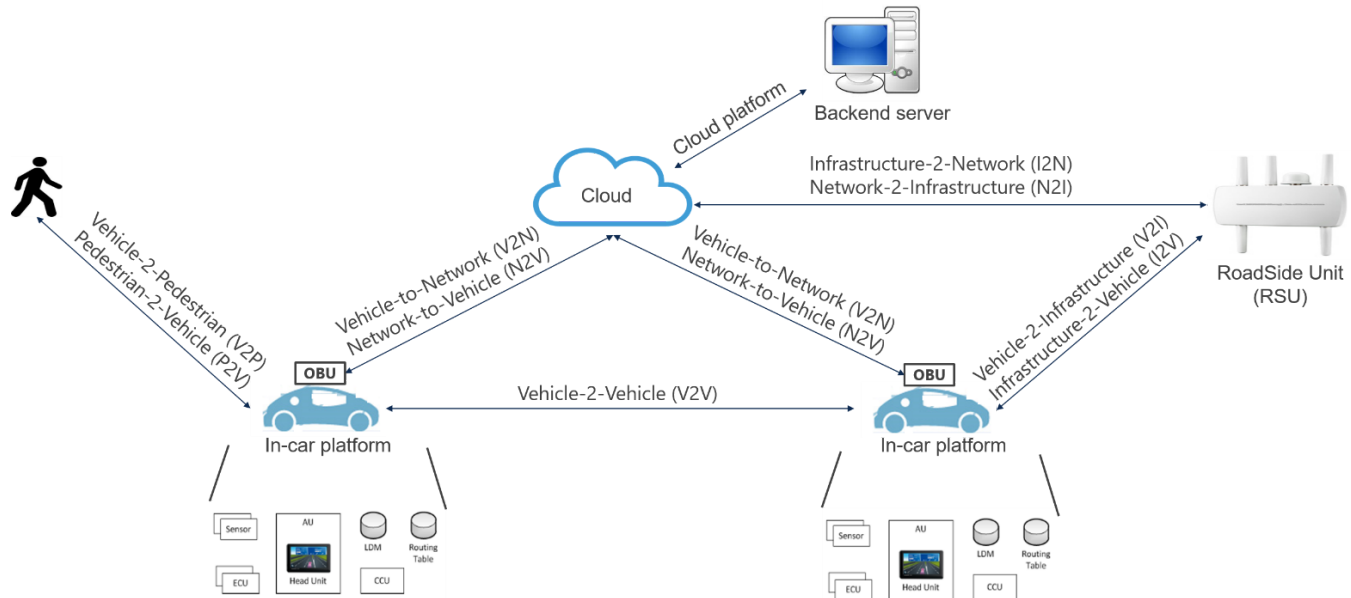 Backend server
Cloud platform
Cloud
Infrastructure-2-Network (I2N)
Network-2-Infrastructure (N2I)
RoadSide Unit
(RSU)
Vehicle-2-Pedestrian (V2P)
Pedestrian-2-Vehicle (P2V)
Vehicle-to-Network (V2N)
Network-to-Vehicle (N2V)
Vehicle-to-Network (V2N)
Network-to-Vehicle (N2V)
Vehicle-2-Infrastructure (V2I)
Infrastructure-2-Vehicle (I2V)
OBU
OBU
Vehicle-2-Vehicle (V2V)
In-car platform
In-car platform
Sensor
AU
LDM
Routing
Table
ECU
Head Unit
CCU
Sensor
AU
LDM
Routing
Table
ECU
Head Unit
CCU